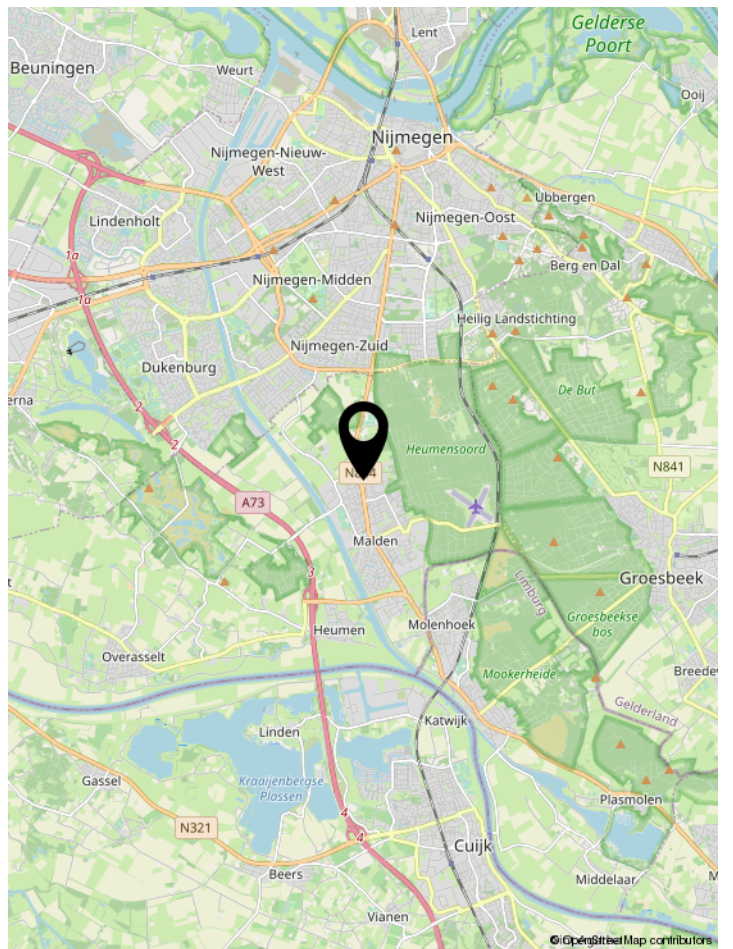 Gelderse
Poort
Lent
Beuningen
Weurt
Ooij
Nijmegen
Nijmegen-Nieuw-
West
Ubbergen
Lindenholt
Nijmegen-Oost
1a
Berg en Dal
Nijmegen-Midden
1a
Heilig Landstichting
Nijmegen-Zuid
Dukenburg
De But
erna
2
2
Heumensoord
N841
A73
Malden
3
Limburg
Groesbeek
Groesbeekse
bos
Molenhoek
Heumen
Overasselt
Mookerheide
Breede
Gelderland
Katwijk
Linden
Gassel
Kraaijenbergse
Plassen
Plasmolen
4
N321
4
Cuijk
Beers
Middelaar
M
Vianen
OpenStreetMap contributors